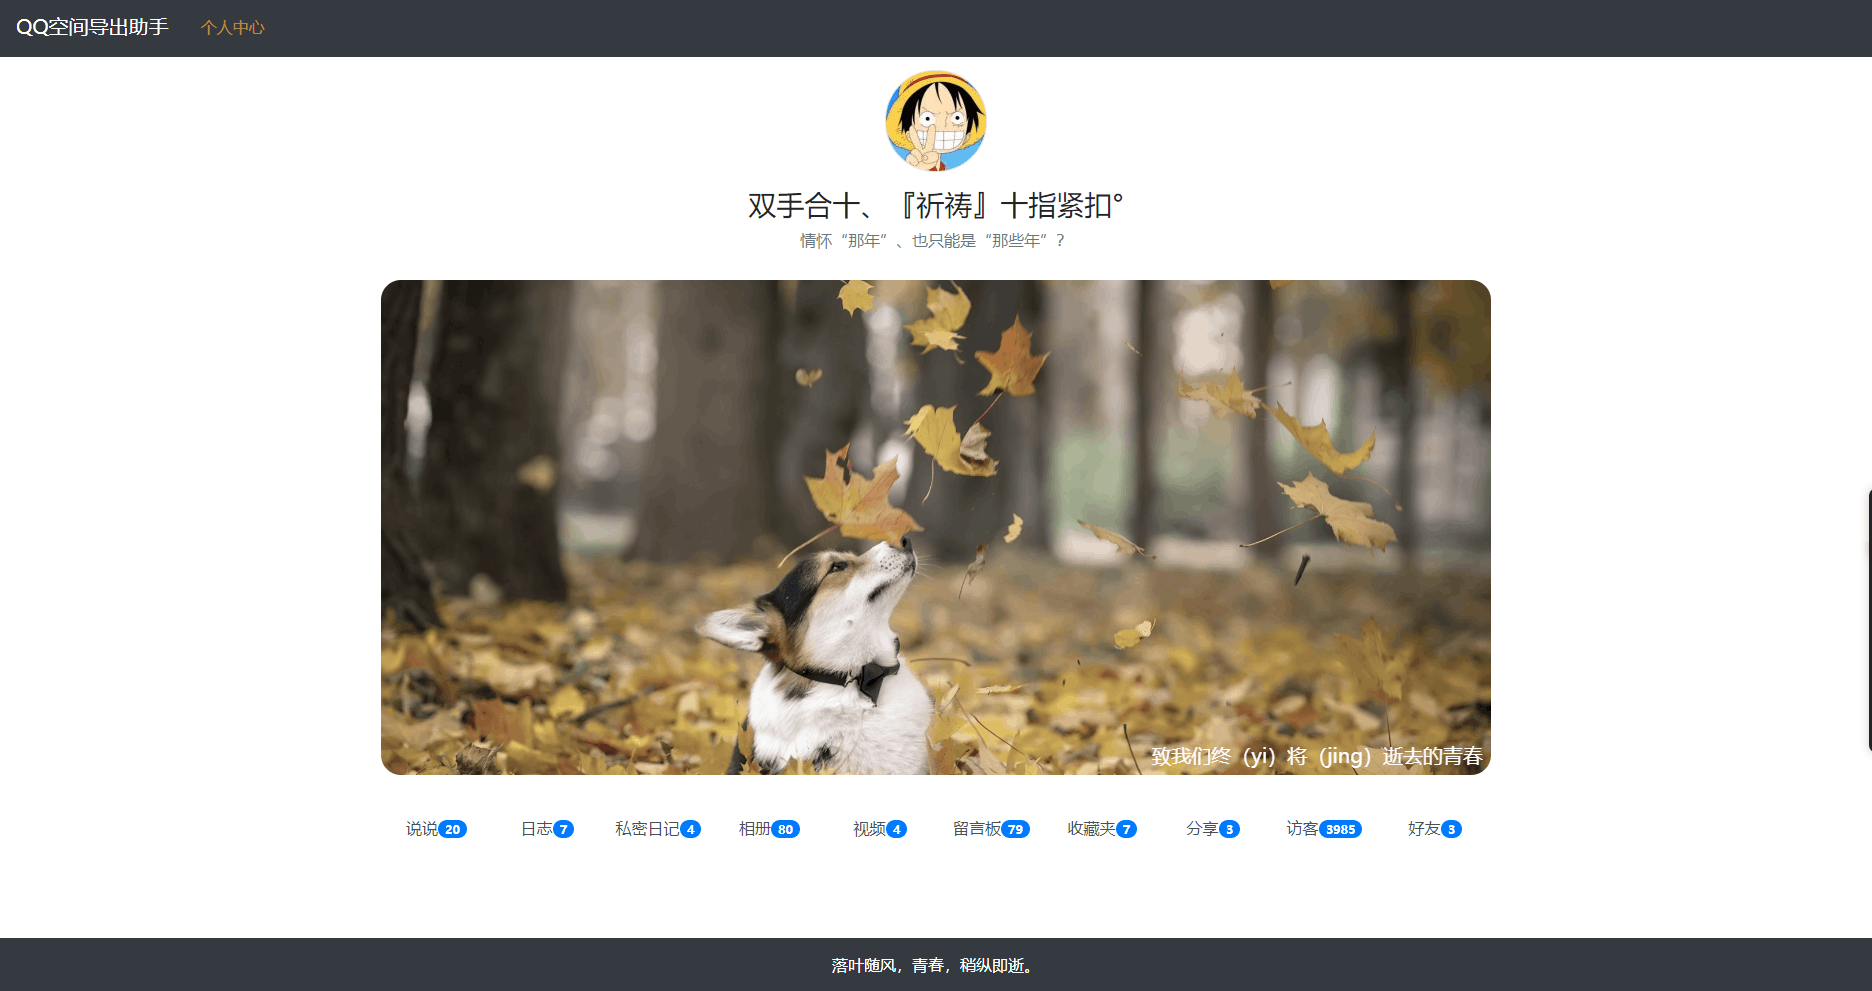 QQ空间导出助手 个人中心
双手合十、『祈祷』十指紧扣°
情怀“那年”、也只能是“那些年”？
致我们终（yi）将（jing）逝去的青春
说说20 日志7 私密日记4 相册80 视频4 留言板79 收藏夹7 分享3 访客3985 好友3
落叶随风，青春，稍纵即逝。